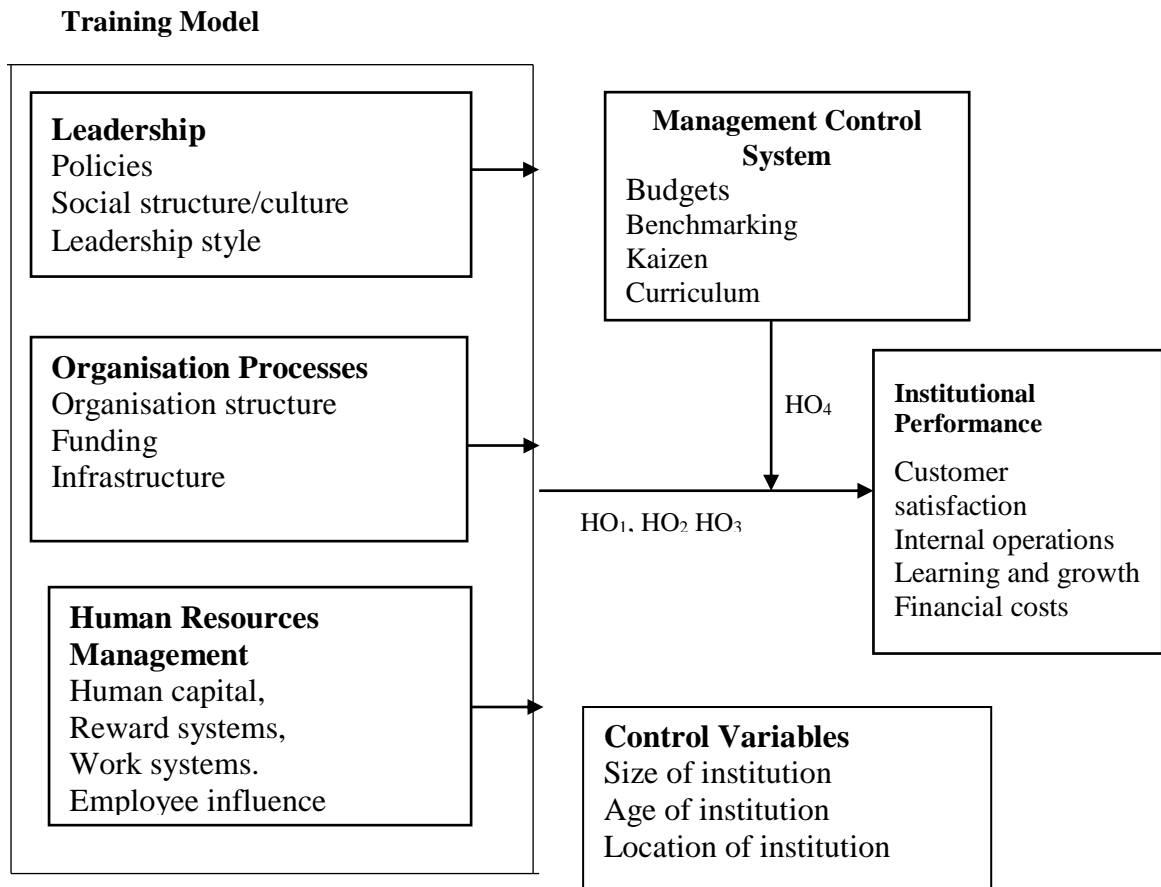 Training Model
Leadership
Policies
Social structure/culture
Leadership style
Organisation Processes
Organisation structure
Funding
Infrastructure
Human Resources
Management
Human capital,
Reward systems,
Work systems.
Employee influence
Management Control
System
Budgets
Benchmarking
Kaizen
Curriculum
HO₄
HO₁, HO₂ HO₃
Institutional
Performance
Customer
satisfaction
Internal operations
Learning and growth
Financial costs
Control Variables
Size of institution
Age of institution
Location of institution